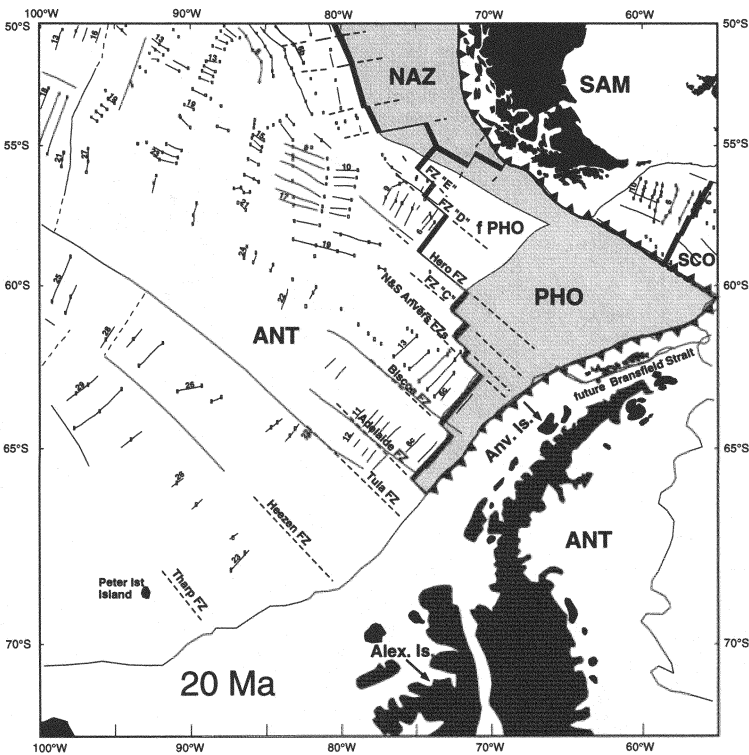 100°W 90°W 80°W 70°W 60°W
50°S 50°S
NAZ
SAM
55°S 55°S
FZ "E"
FZ "D"
f PHO
SCO
Hero FZ
FZ "C"
60°S 60°S
PHO
N&S Anvers FZs
ANT
future Bransfield Strait
Biscoe FZ
Anv. Is.
65°S 65°S
Adelaide FZ
Tula FZ
Heezen FZ
ANT
Peter Ist
Island
Tharp FZ
70°S 70°S
Alex. Is.
20 Ma
100°W 90°W 80°W 70°W 60°W